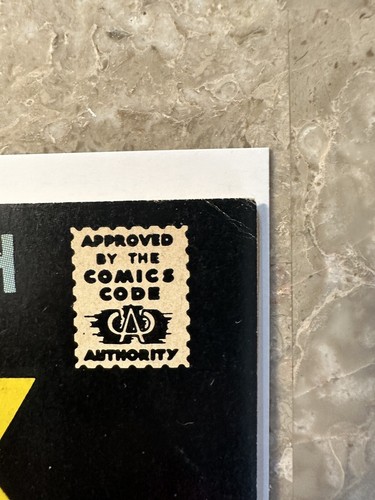 H
APPROVED
BY THE
COMICS
CODE
CA
AUTHORITY